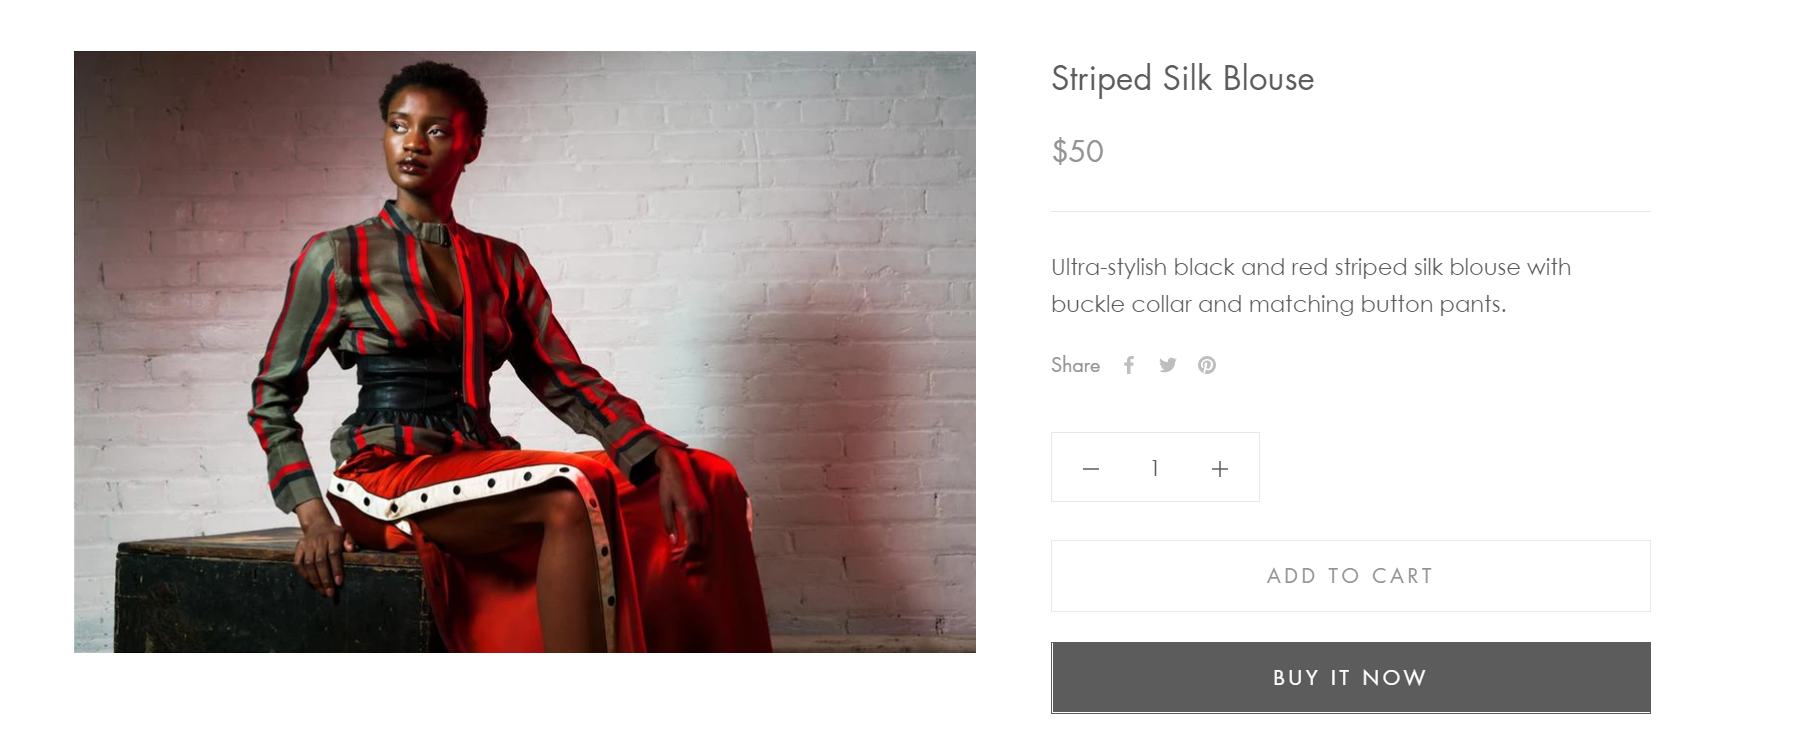 Striped Silk Blouse
$50
Ultra-stylish black and red striped silk blouse with
buckle collar and matching button pants.
Share
1
ADD TO CART
BUY IT NOW